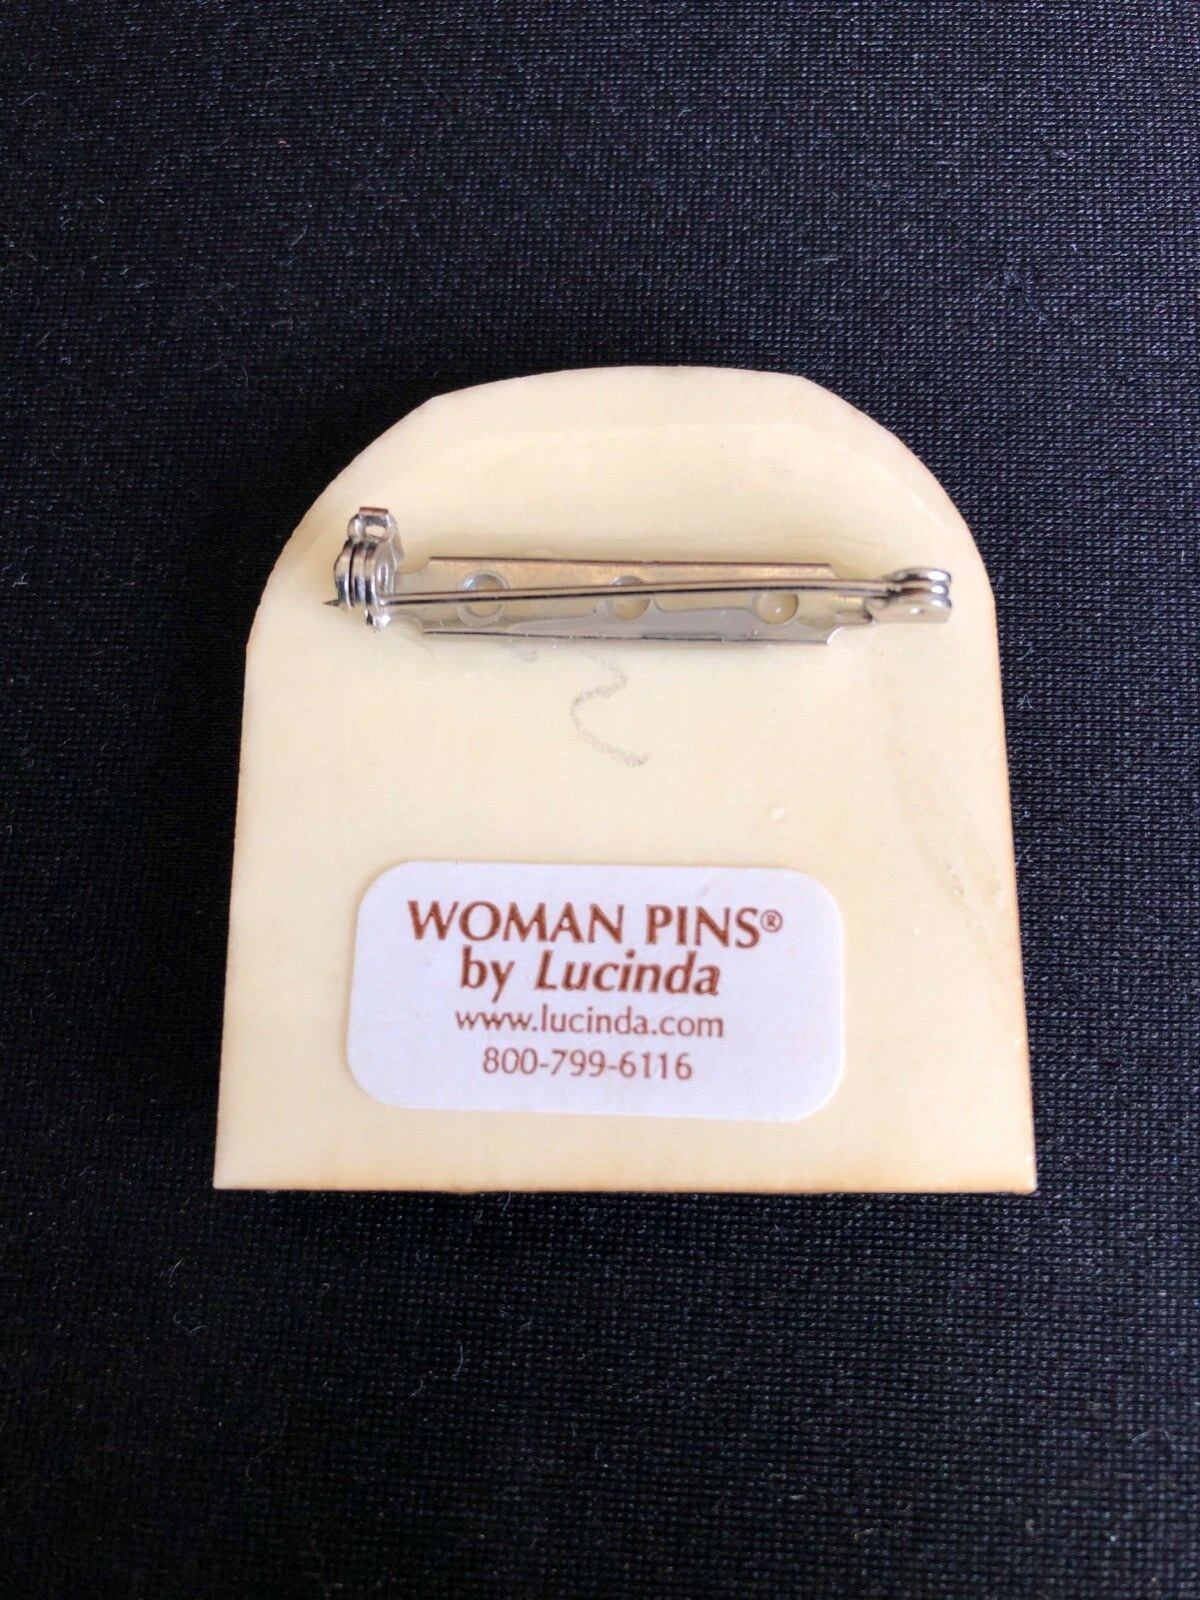 WOMAN PINS®
by Lucinda
www.lucinda.com
800-799-6116